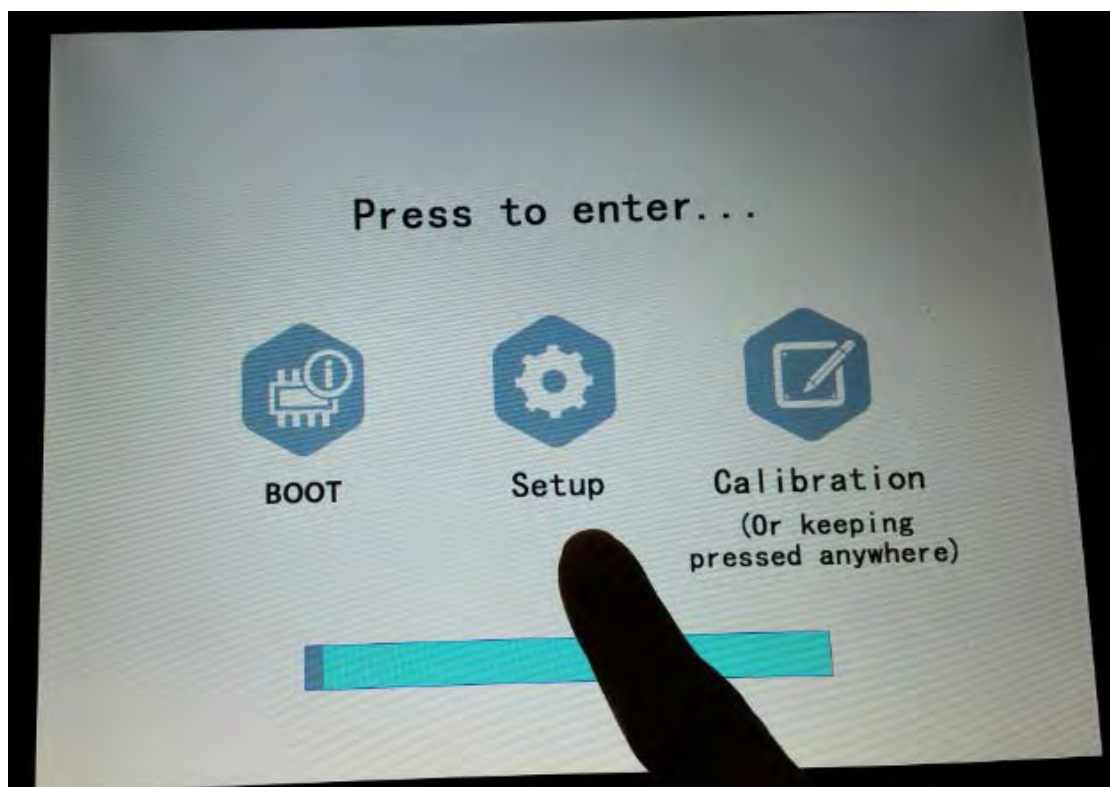 Press to enter...
BOOT
Setup
Calibration
(Or keeping
pressed anywhere)